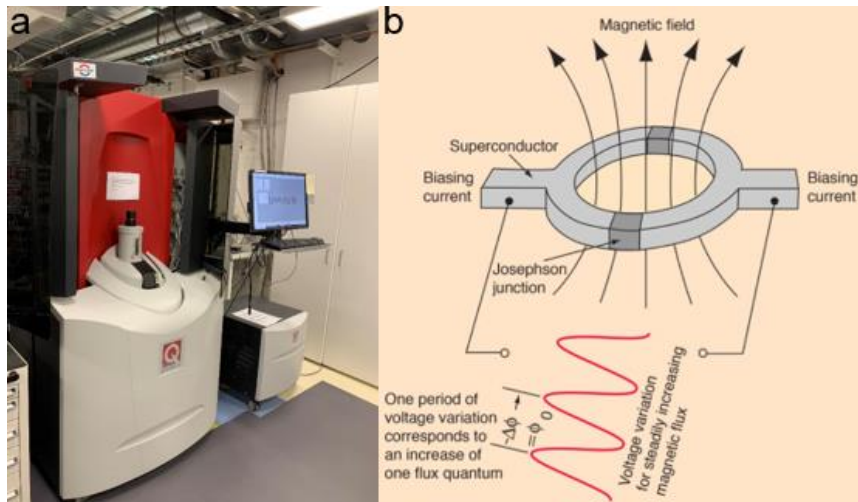 a
b
Magnetic field
Superconductor
Biasing
current
Biasing
current
Josephson
junction
One period of
voltage variation
corresponds to
an increase of
one flux quantum
-Δϕ
=ϕ0
Voltage variation
for steadily increasing
magnetic flux
Q